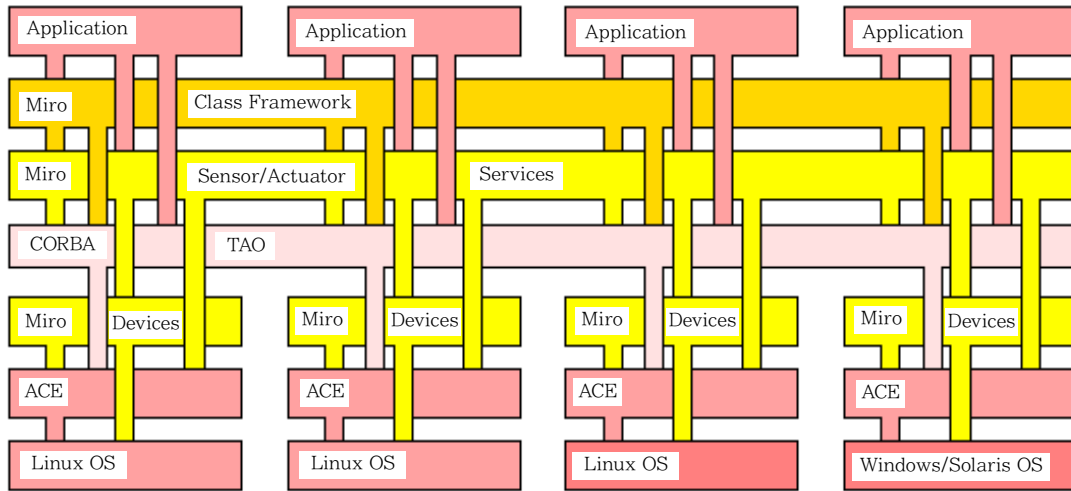 Application Application Application Application
Miro Class Framework
Miro Sensor/Actuator Services
CORBA TAO
Miro Devices Miro Devices Miro Devices Miro Devices
ACE ACE ACE ACE
Linux OS Linux OS Linux OS Windows/Solaris OS